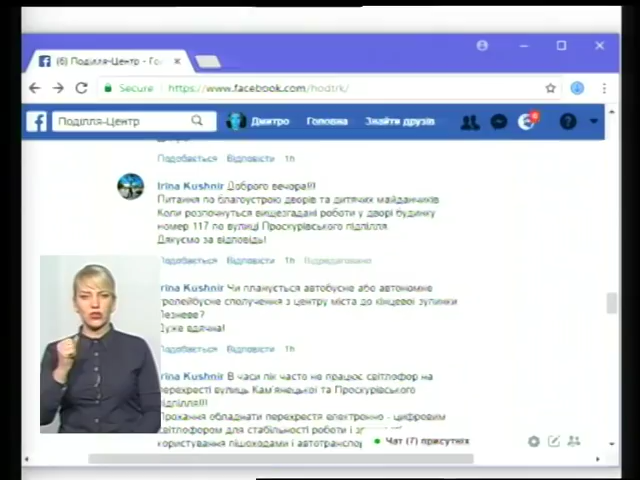 (6) Поділля-Центр - Го
Secure
https://www.facebook.com/hodtrk/
Поділля-Центр
Дмитро
Головна
Знайти друзів
Подобається Відповісти 1h
Irina Kushnir Доброго вечора!!!
Питання по благоустрою дворів та дитячих майданчиків
Коли розпочнуться вищезгадані роботи у дворі будинку
номер 117 по вулиці Проскурівського підпілля.
Дякуємо за відповідь!
Подобається Відповісти 1h Відредаговано
Irina Kushnir Чи планується автобусне або автономне
тролейбусне сполучення з центру міста до кінцевої зупинки
Лезневе?
Дуже вдячна!
Подобається Відповісти 1h
Irina Kushnir В часи пік часто не працює світлофор на
перехресті вулиць Кам'янецької та Проскурівського
підпілля!!!
Прохання обладнати перехрестя електронно - цифровим
світлофором для стабільності роботи і
користування пішоходами і автотранспор
Чат (7) присутніх